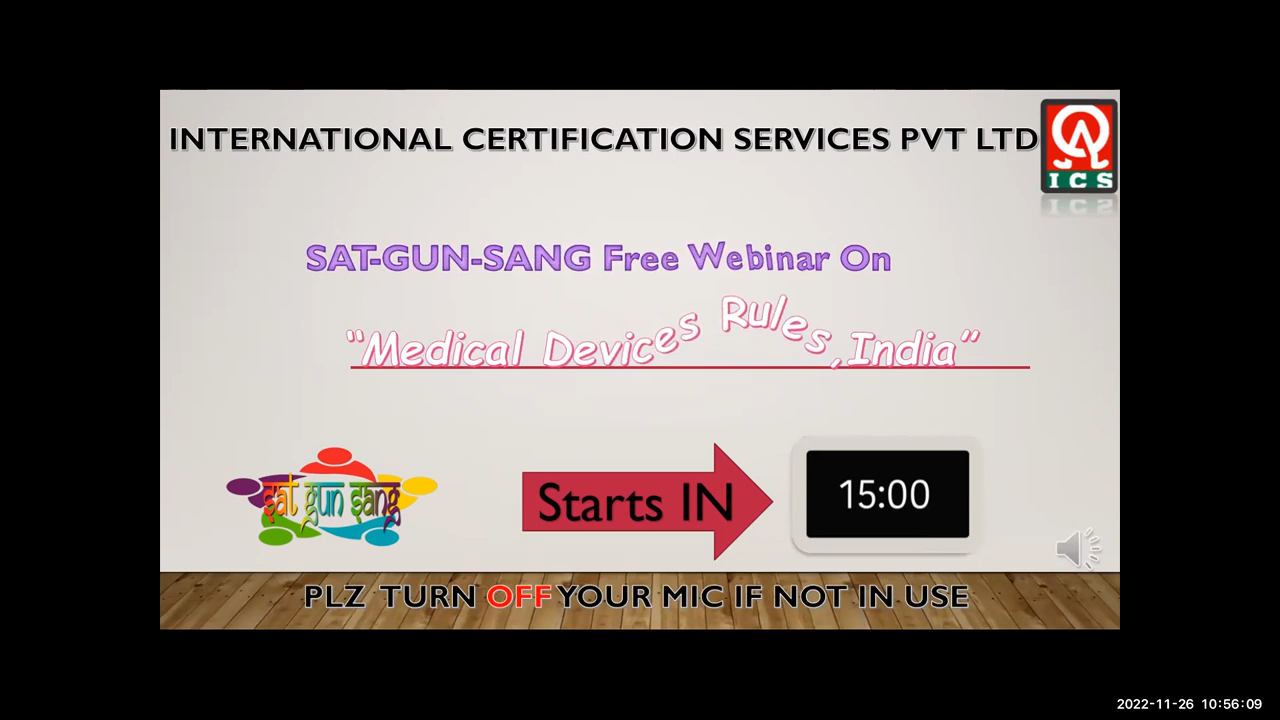 INTERNATIONAL CERTIFICATION SERVICES PVT LTD
ICS
SAT-GUN-SANG Free Webinar On
“Medical Devices Rules,India”
sat gun sang
Starts IN
15:00
PLZ TURN OFF YOUR MIC IF NOT IN USE
2022-11-26 10:56:09